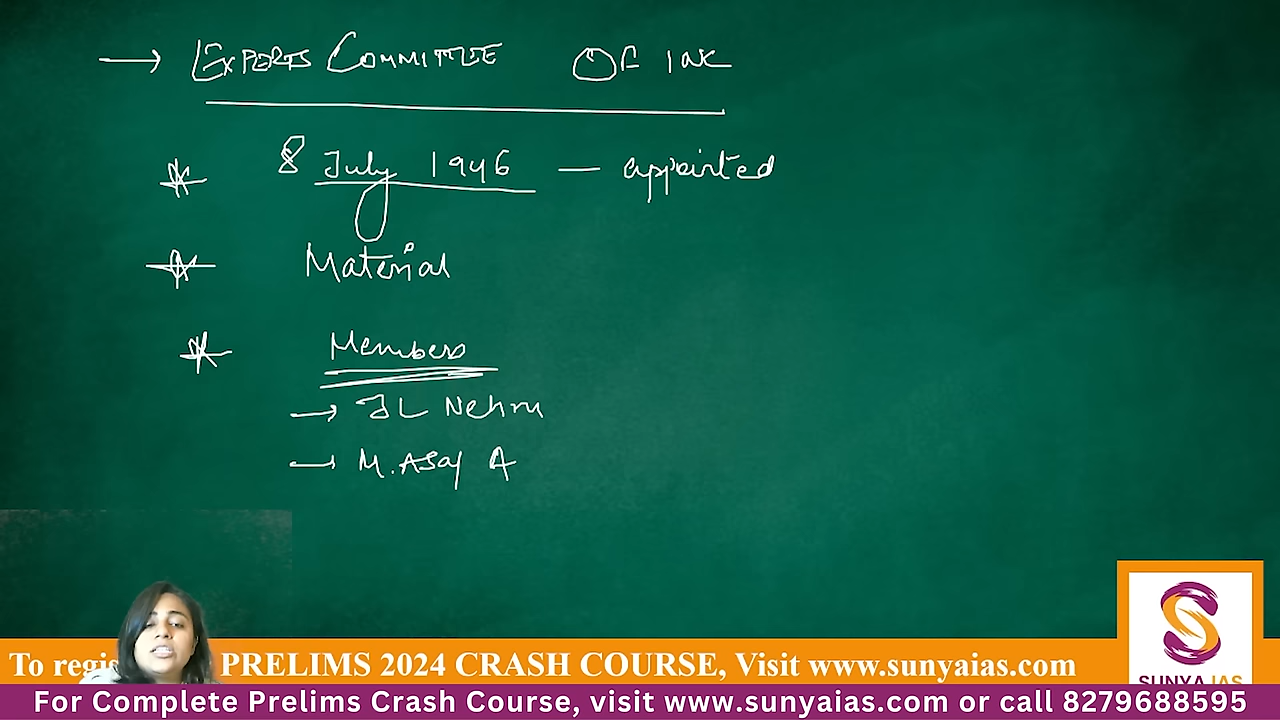 → EXPERTS COMMITTEE OF INC
8 July 1946 — appointed
Material
Members
→ JL Nehru
→ M. Asaf A
To regis PRELIMS 2024 CRASH COURSE, Visit www.sunyaias.com
SUNYA IAS
For Complete Prelims Crash Course, visit www.sunyaias.com or call 8279688595